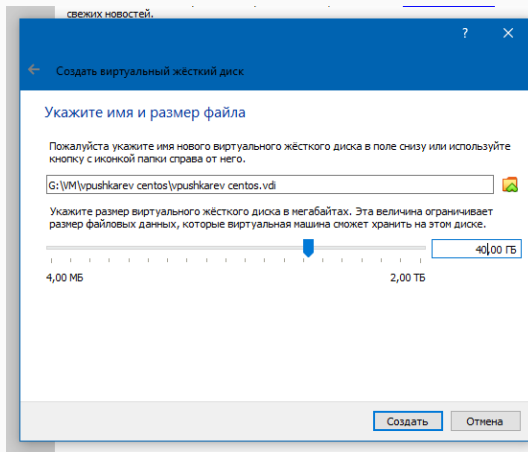 свежих новостей.
?
Создать виртуальный жёсткий диск
Укажите имя и размер файла
Пожалуйста укажите имя нового виртуального жёсткого диска в поле снизу или используйте
кнопку с иконкой папки справа от него.
G:\VM\vpushkarev centos\vpushkarev centos.vdi
Укажите размер виртуального жёсткого диска в мегабайтах. Эта величина ограничивает
размер файловых данных, которые виртуальная машина сможет хранить на этом диске.
40,00 ГБ
4,00 МБ
2,00 ТБ
Создать
Отмена